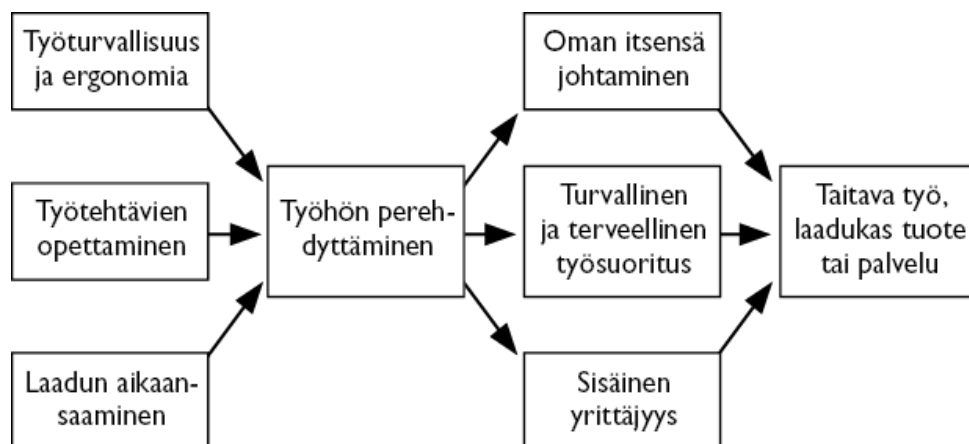 Työturvallisuus
ja ergonomia
Työtehtävien
opettaminen
Laadun aikaan-
saaminen
Työhön pereh-
dyttäminen
Oman itsensä
johtaminen
Turvallinen
ja terveellinen
työsuoritus
Sisäinen
yrittäjyys
Taitava työ,
laadukas tuote
tai palvelu